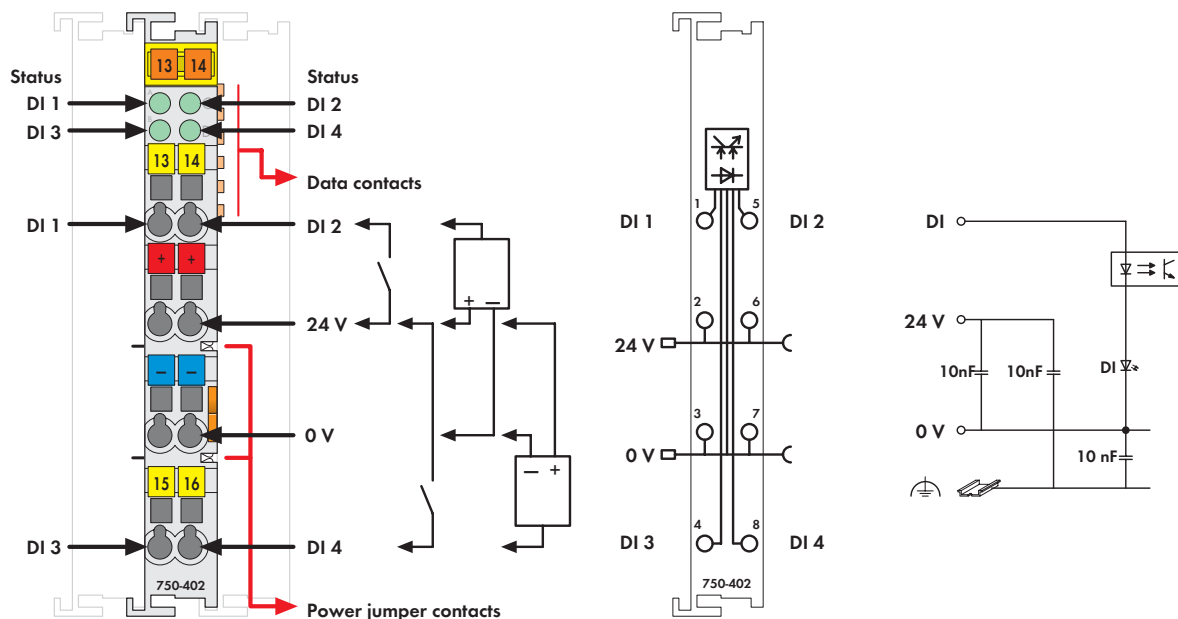 13 14
Status
Status
DI 1
DI 2
DI 3
DI 4
13 14
Data contacts
DI 1
DI 2
+ +
24 V
− −
0 V
15 16
DI 3
DI 4
750-402
Power jumper contacts
+ −
− +
1 5
DI 1
DI 2
2 6
24 V
3 7
0 V
4 8
DI 3
DI 4
750-402
DI
24 V
10nF
10nF
DI
0 V
10 nF